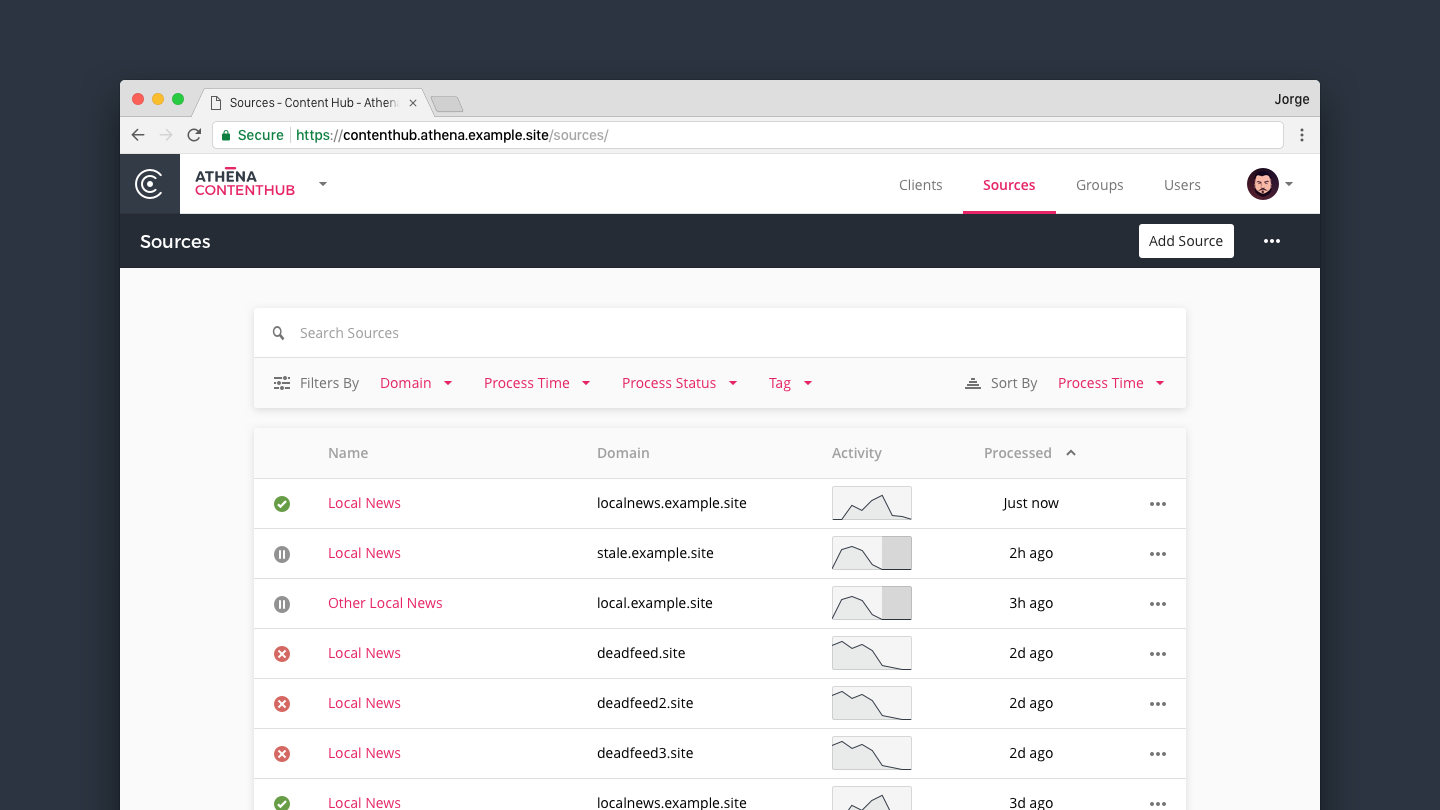 Sources - Content Hub - Athen
Jorge
Secure https://contenthub.athena.example.site/sources/
ATHĒNA
CONTENTHUB
Clients Sources Groups Users
Sources Add Source
Search Sources
Filters By Domain Process Time Process Status Tag Sort By Process Time
Name Domain Activity Processed
Local News localnews.example.site Just now
Local News stale.example.site 2h ago
Other Local News local.example.site 3h ago
Local News deadfeed.site 2d ago
Local News deadfeed2.site 2d ago
Local News deadfeed3.site 2d ago
Local News localnews.example.site 3d ago